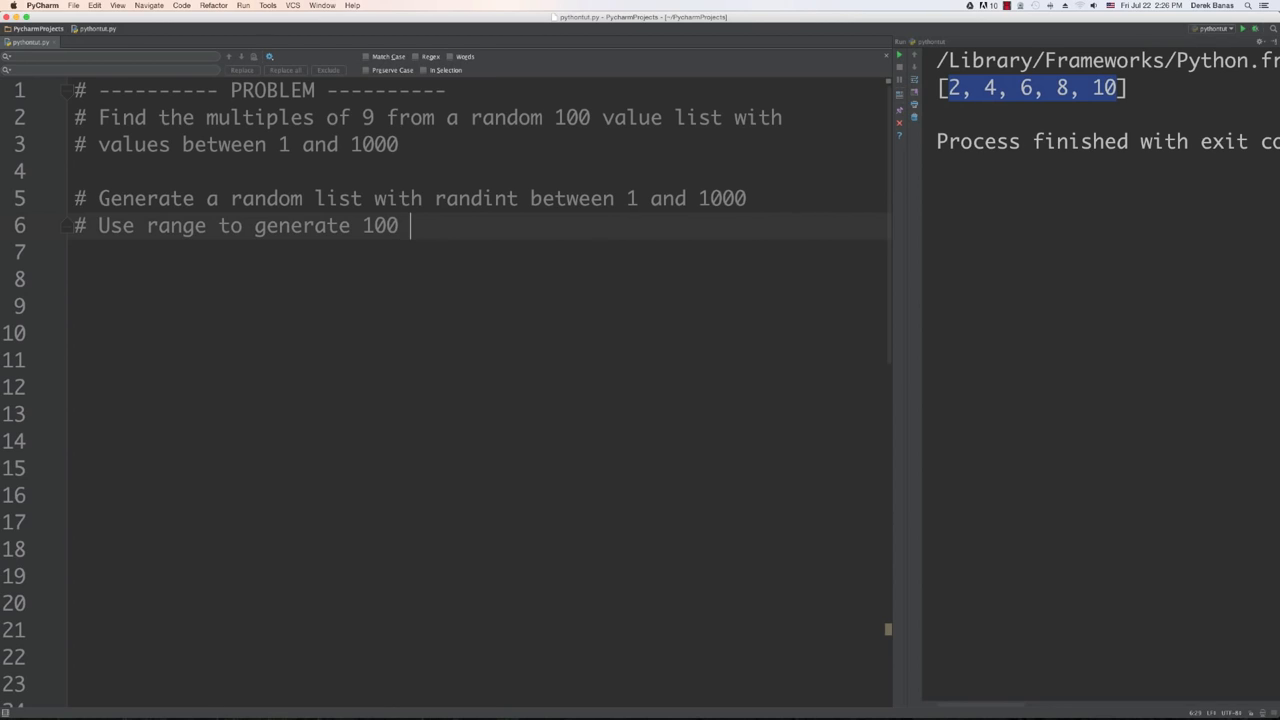 PyCharm File Edit View Navigate Code Refactor Run Tools VCS Window Help
10 Fri Jul 22 2:26 PM Derek Banas
pythontut.py - PycharmProjects - [~/PycharmProjects]
PycharmProjects pythontut.py
pythontut
pythontut.py
Run pythontut
Match Case Regex Words
Replace Replace all Exclude Preserve Case In Selection
1 # ---------- PROBLEM ----------
2 # Find the multiples of 9 from a random 100 value list with
3 # values between 1 and 1000
4
5 # Generate a random list with randint between 1 and 1000
6 # Use range to generate 100
7
8
9
10
11
12
13
14
15
16
17
18
19
20
21
22
23
/Library/Frameworks/Python.fr
[2, 4, 6, 8, 10]
Process finished with exit co
6:29 LF≑ UTF-8≑